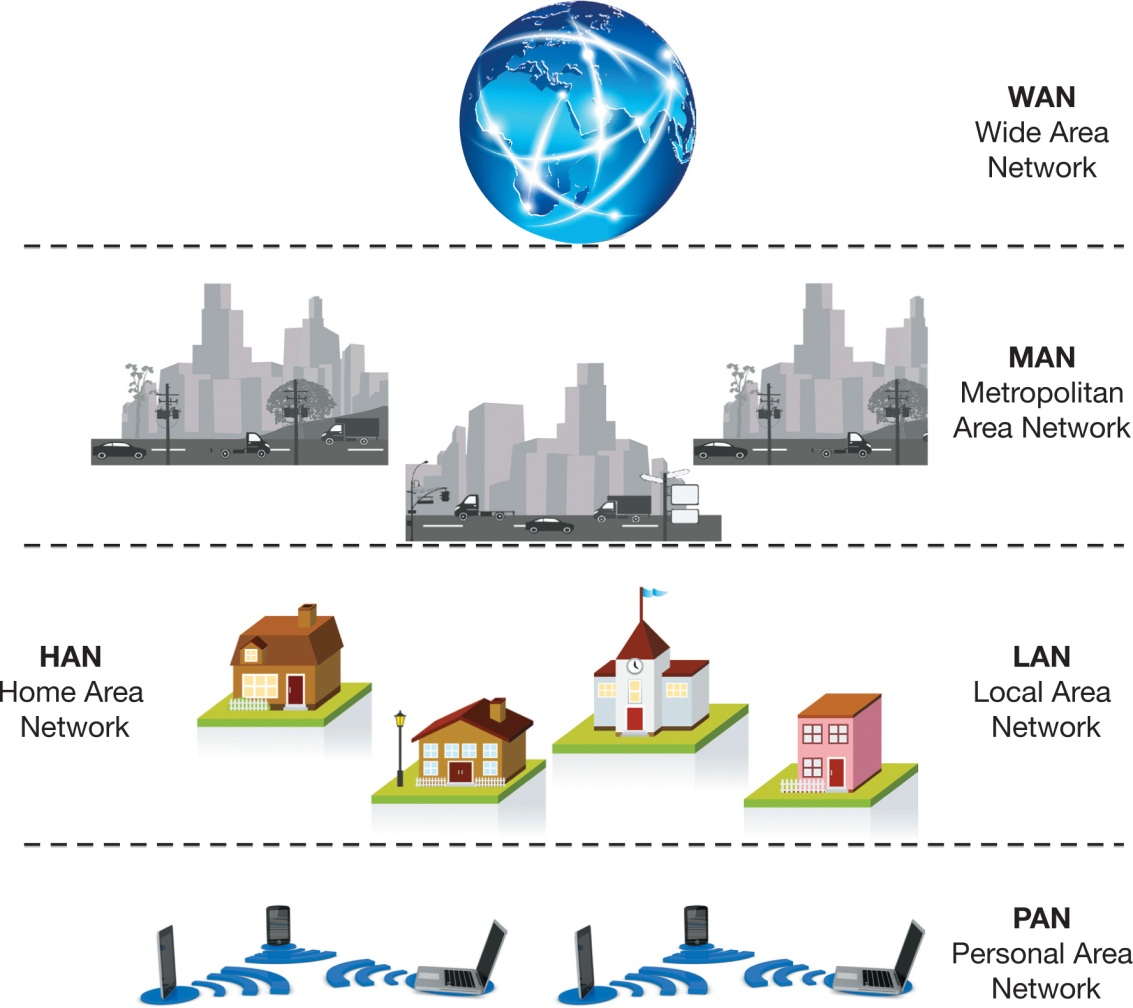 WAN
Wide Area
Network
MAN
Metropolitan
Area Network
HAN
Home Area
Network
LAN
Local Area
Network
PAN
Personal Area
Network